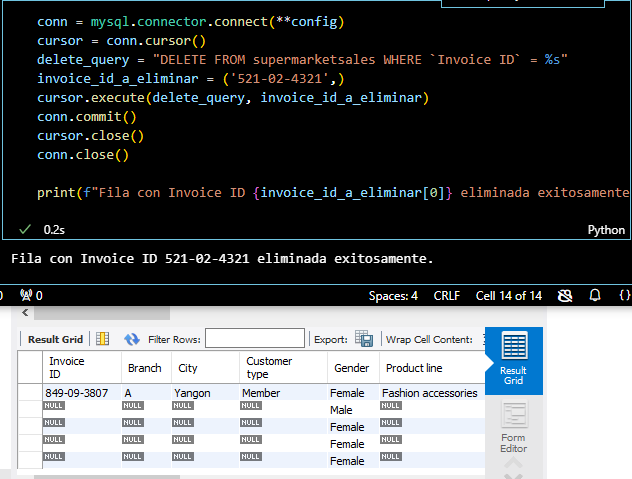 conn = mysql.connector.connect(**config)
cursor = conn.cursor()
delete_query = "DELETE FROM supermarketsales WHERE `Invoice ID` = %s"
invoice_id_a_eliminar = ('521-02-4321',)
cursor.execute(delete_query, invoice_id_a_eliminar)
conn.commit()
cursor.close()
conn.close()
print(f"Fila con Invoice ID {invoice_id_a_eliminar[0]} eliminada exitosamente
0.2s Python
Fila con Invoice ID 521-02-4321 eliminada exitosamente.
0 Spaces: 4 CRLF Cell 14 of 14 {}
Result Grid Filter Rows: Export: Wrap Cell Content:
Invoice ID Branch City Customer type Gender Product line
849-09-3807 A Yangon Member Female Fashion accessories
NULL NULL NULL NULL Male NULL
NULL NULL NULL NULL Female NULL
NULL NULL NULL NULL Female NULL
NULL NULL NULL NULL Female NULL
Result
Grid
Form
Editor